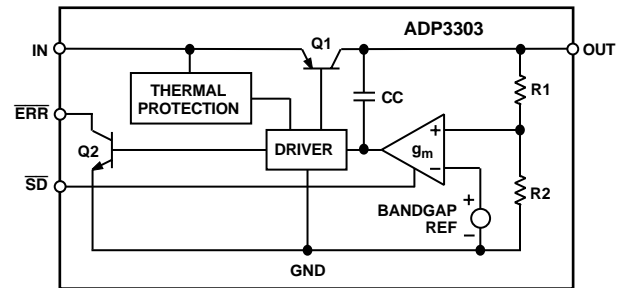 ADP3303
IN
Q1
OUT
THERMAL
PROTECTION
CC
R1
ERR
Q2
DRIVER
gm
+
−
SD
R2
BANDGAP
REF
+
−
GND